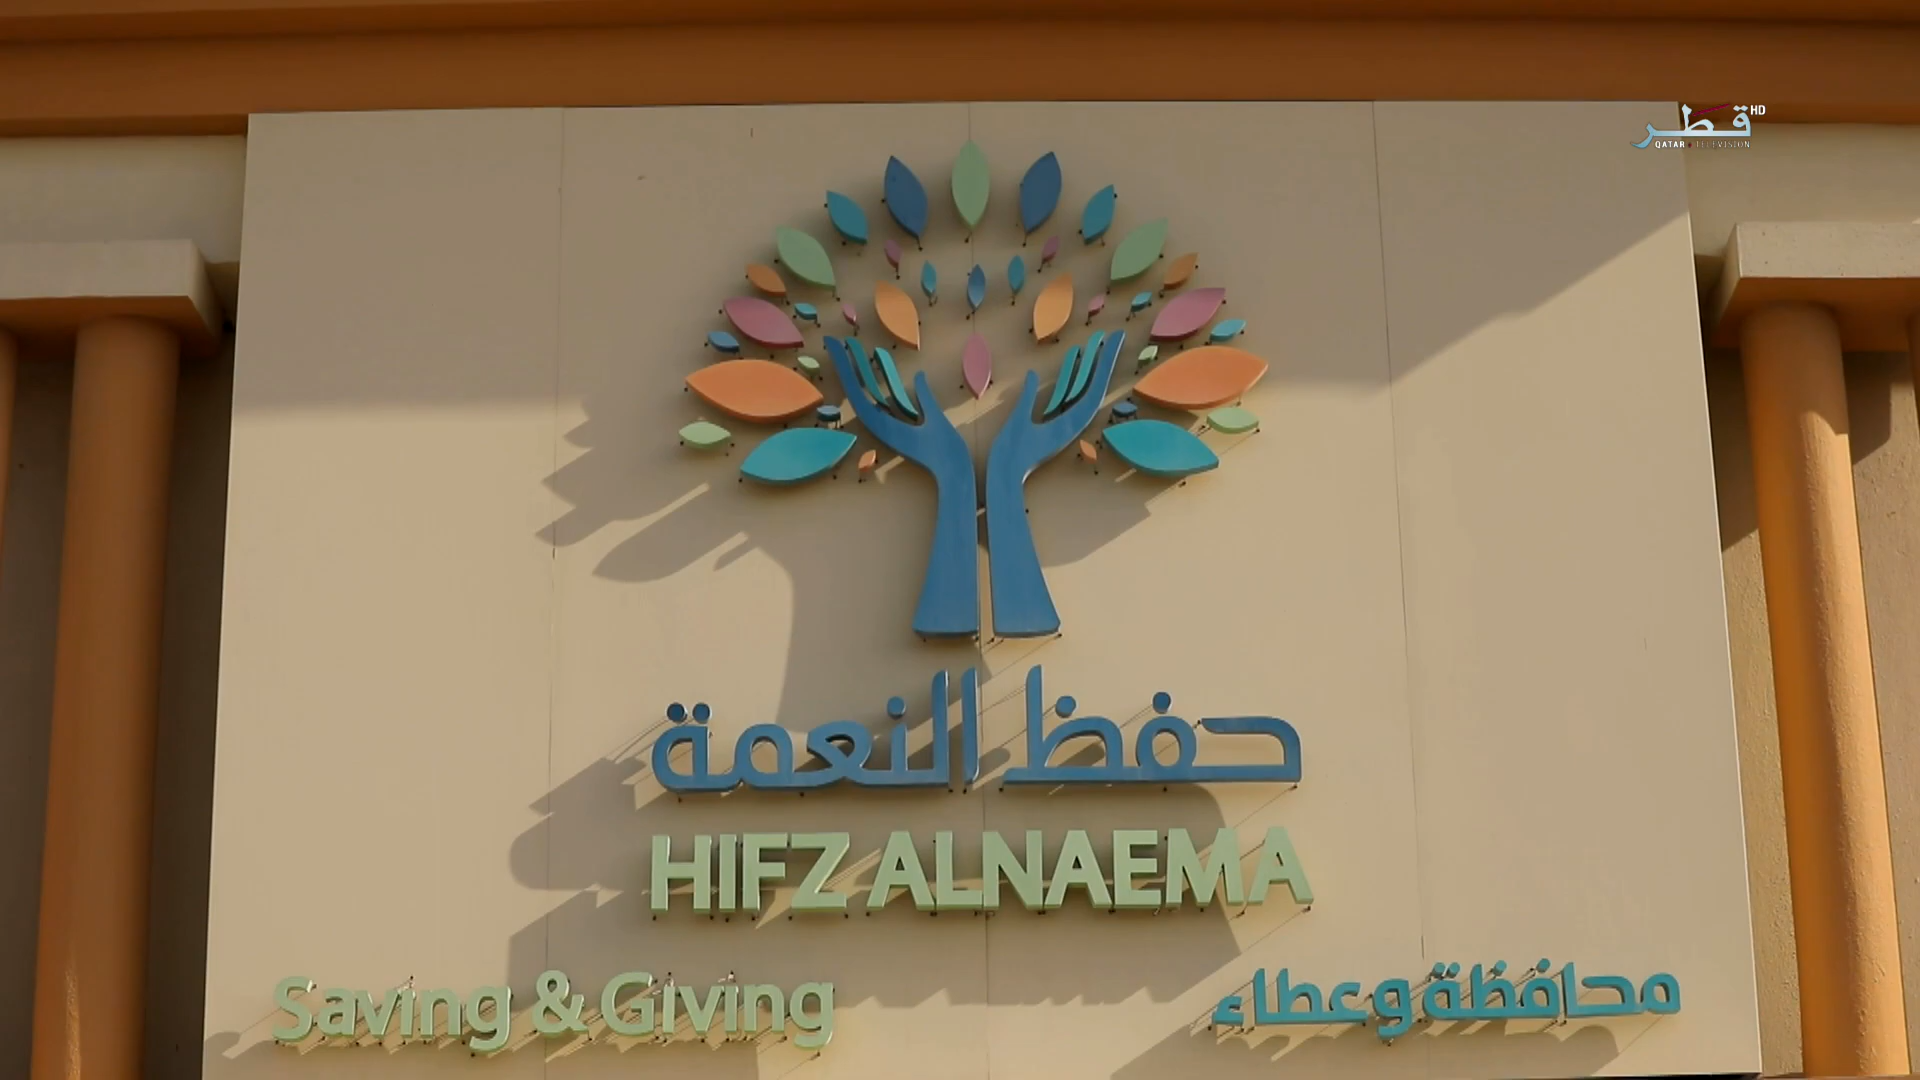 قطر HD
QATAR TELEVISION
حفظ النعمة
HIFZ ALNAEMA
Saving & Giving
محافظة وعطاء